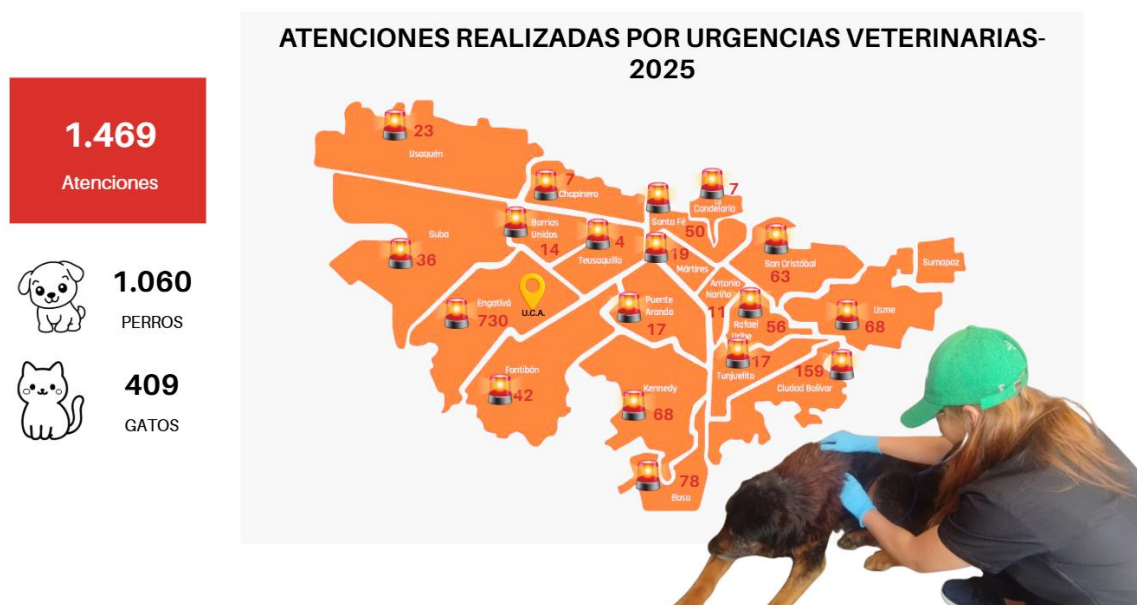 ATENCIONES REALIZADAS POR URGENCIAS VETERINARIAS-
2025
1.469
Atenciones
1.060
PERROS
409
GATOS
23
Usaquén
7
Chapinero
7
La
Candelaria
Santa Fé
50
Barrios
Unidos
14
4
Teusaquillo
19
Mártires
Suba
36
San Cristóbal
63
Sumapaz
Antonio
Nariño
11
Engativá
730
U.C.A.
Puente
Aranda
17
Rafael
Uribe
56
Usme
68
17
Tunjuelito
159
Ciudad Bolívar
Fontibón
42
Kennedy
68
78
Bosa